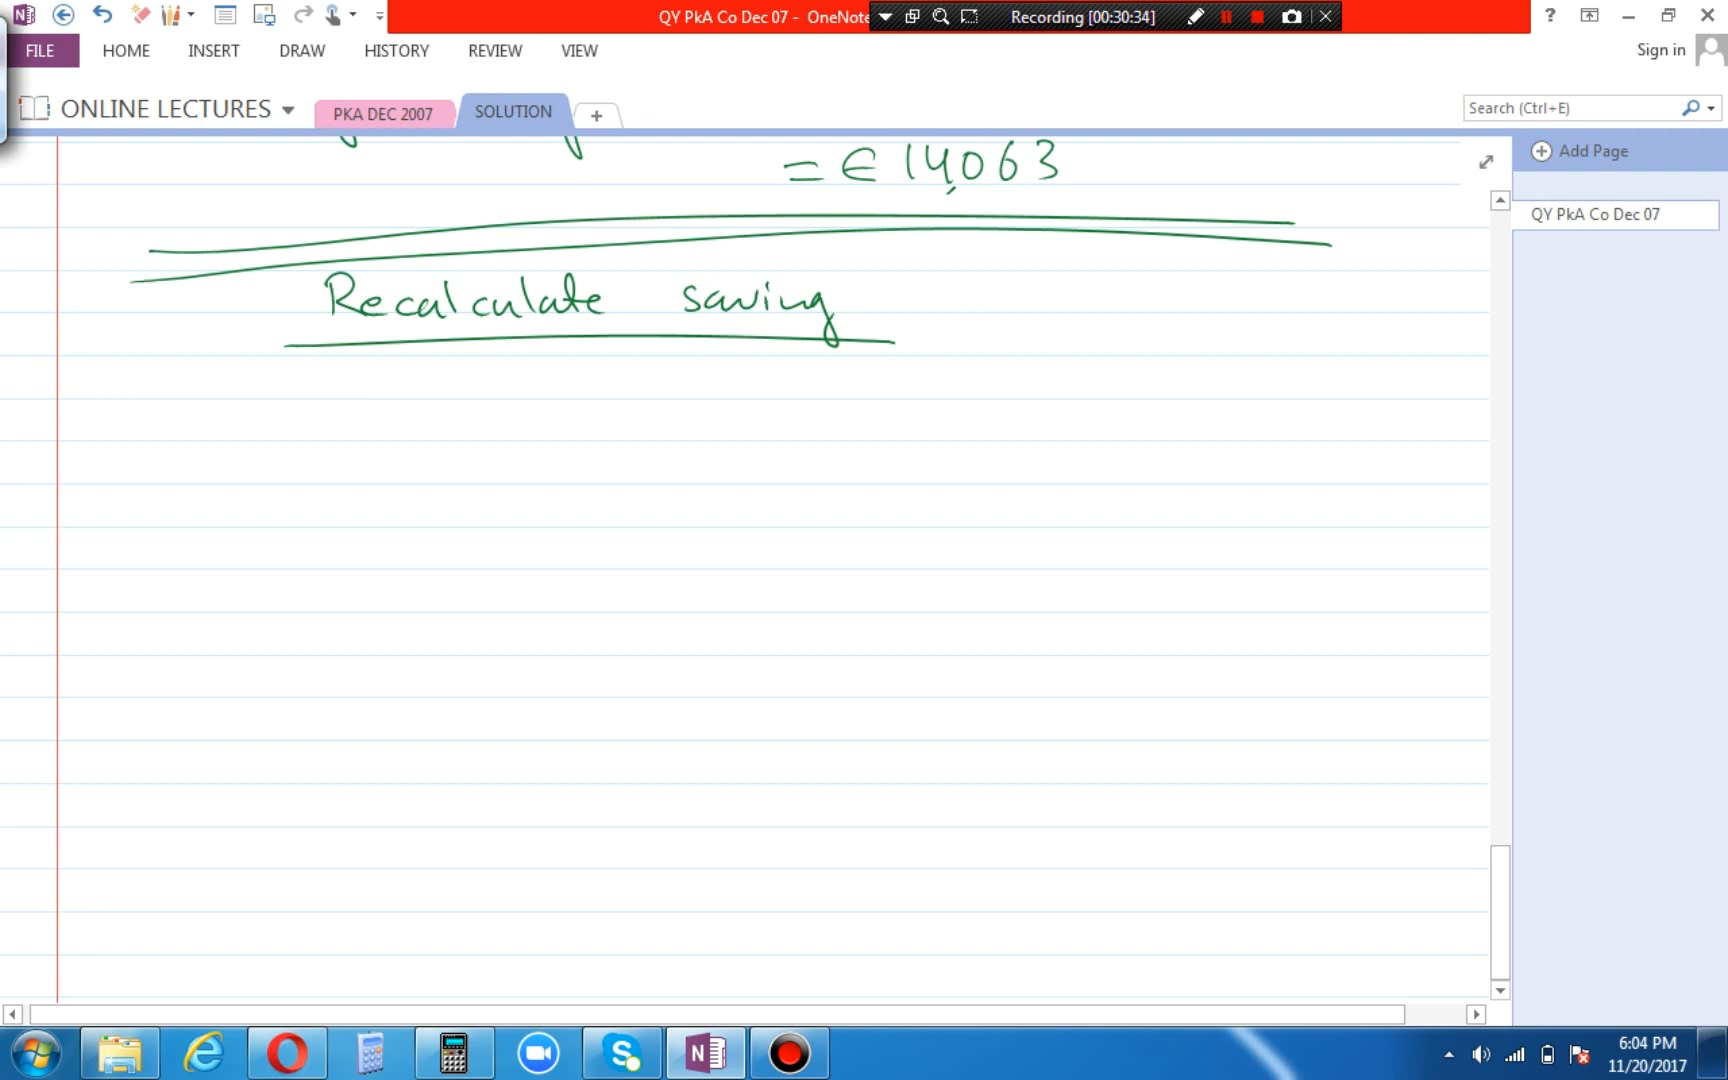 QY PkA Co Dec 07 - OneNote
Recording [00:30:34]
FILE HOME INSERT DRAW HISTORY REVIEW VIEW
Sign in
ONLINE LECTURES PKA DEC 2007 SOLUTION
Search (Ctrl+E)
Add Page
QY PkA Co Dec 07
= € 14,063
Recalculate saving
6:04 PM
11/20/2017